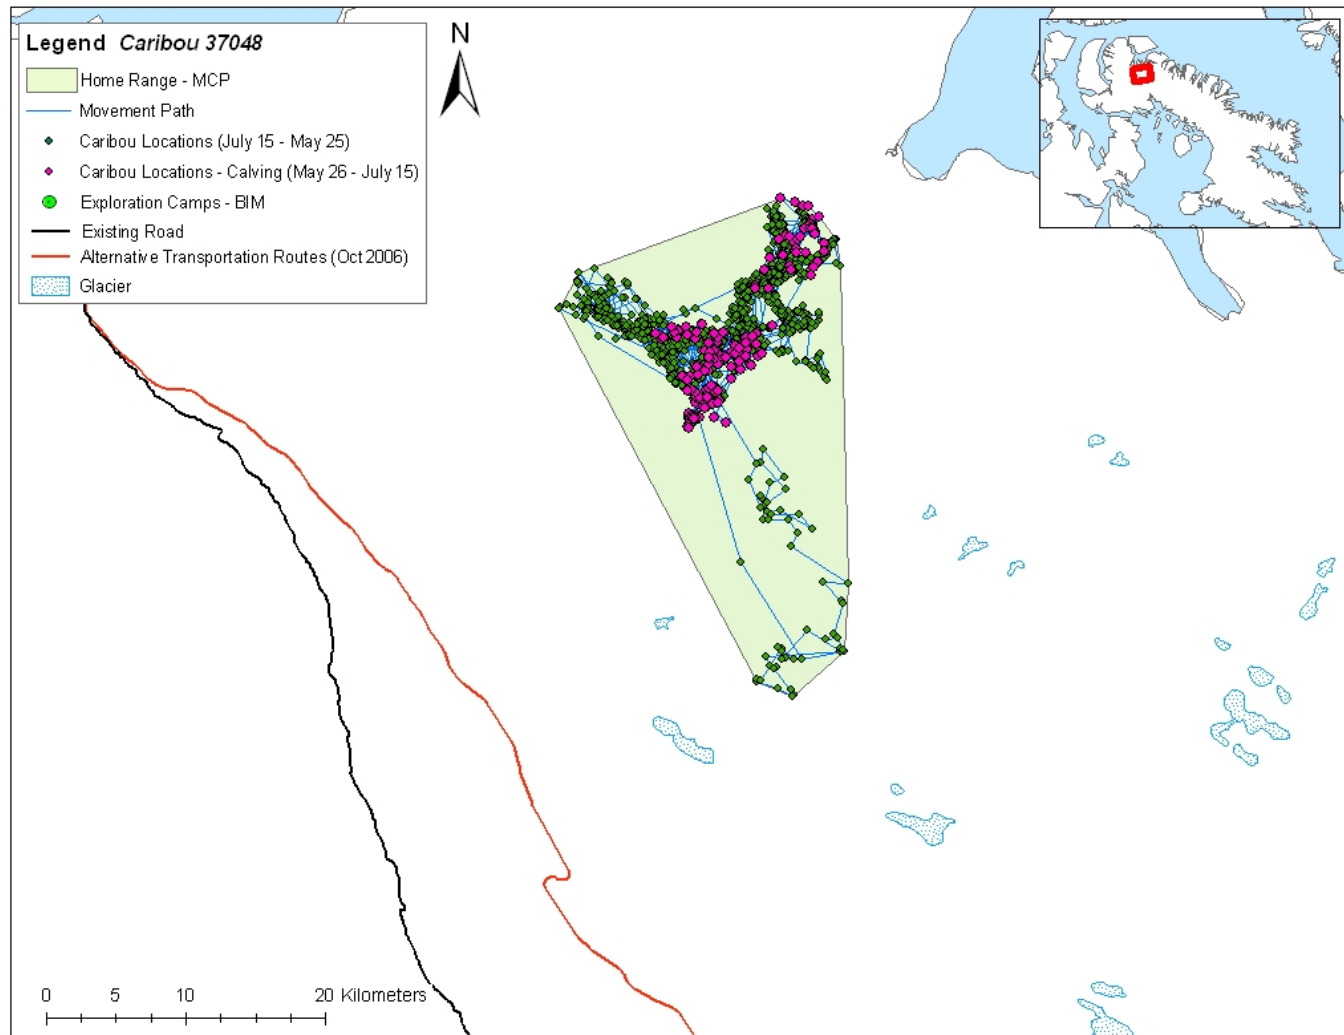 Legend Caribou 37048
Home Range - MCP
Movement Path
Caribou Locations (July 15 - May 25)
Caribou Locations - Calving (May 26 - July 15)
Exploration Camps - BIM
Existing Road
Alternative Transportation Routes (Oct 2006)
Glacier
N
0 5 10 20 Kilometers